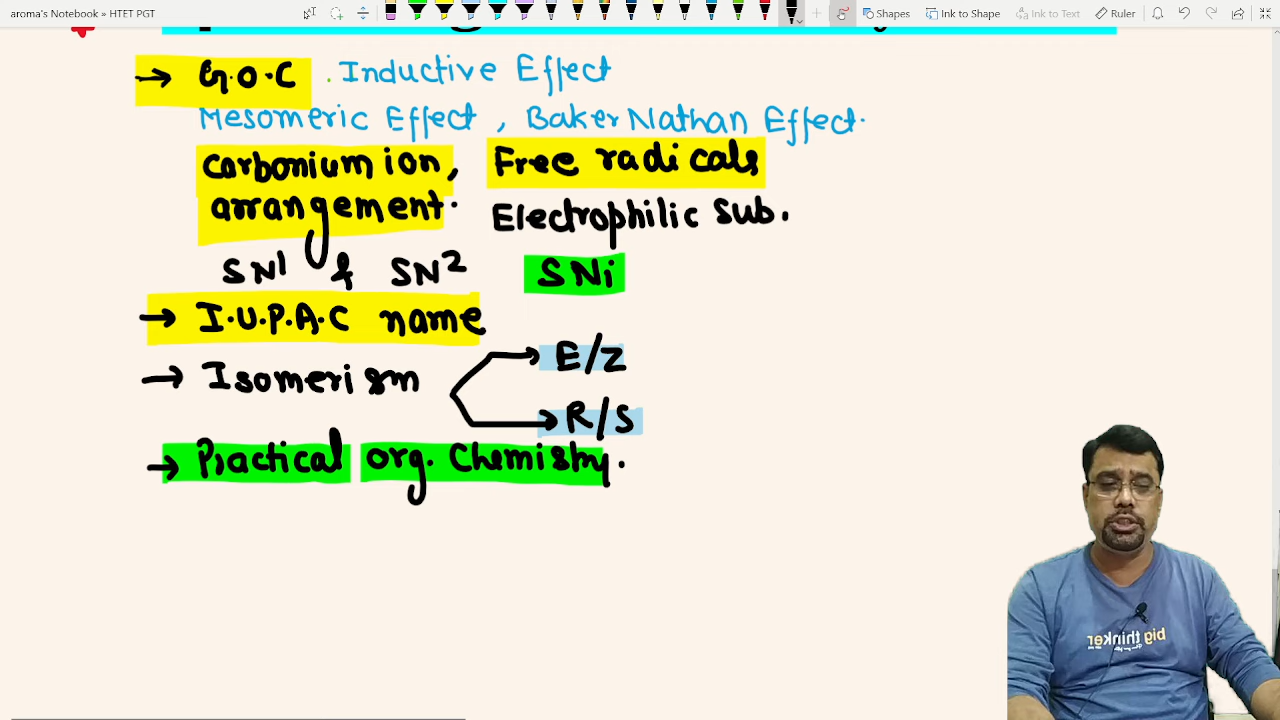 aroma's Notebook » HTET PGT
Shapes Ink to Shape Ink to Text Ruler
→ G.O.C . Inductive Effect
Mesomeric Effect , Baker Nathan Effect.
Carbonium ion, Free radicals
arrangement. Electrophilic Sub.
SN1 & SN2 SNi
→ I.U.P.A.C name
→ Isomerism → E/Z
→ R/S
→ Practical org. Chemistry.
big thinker